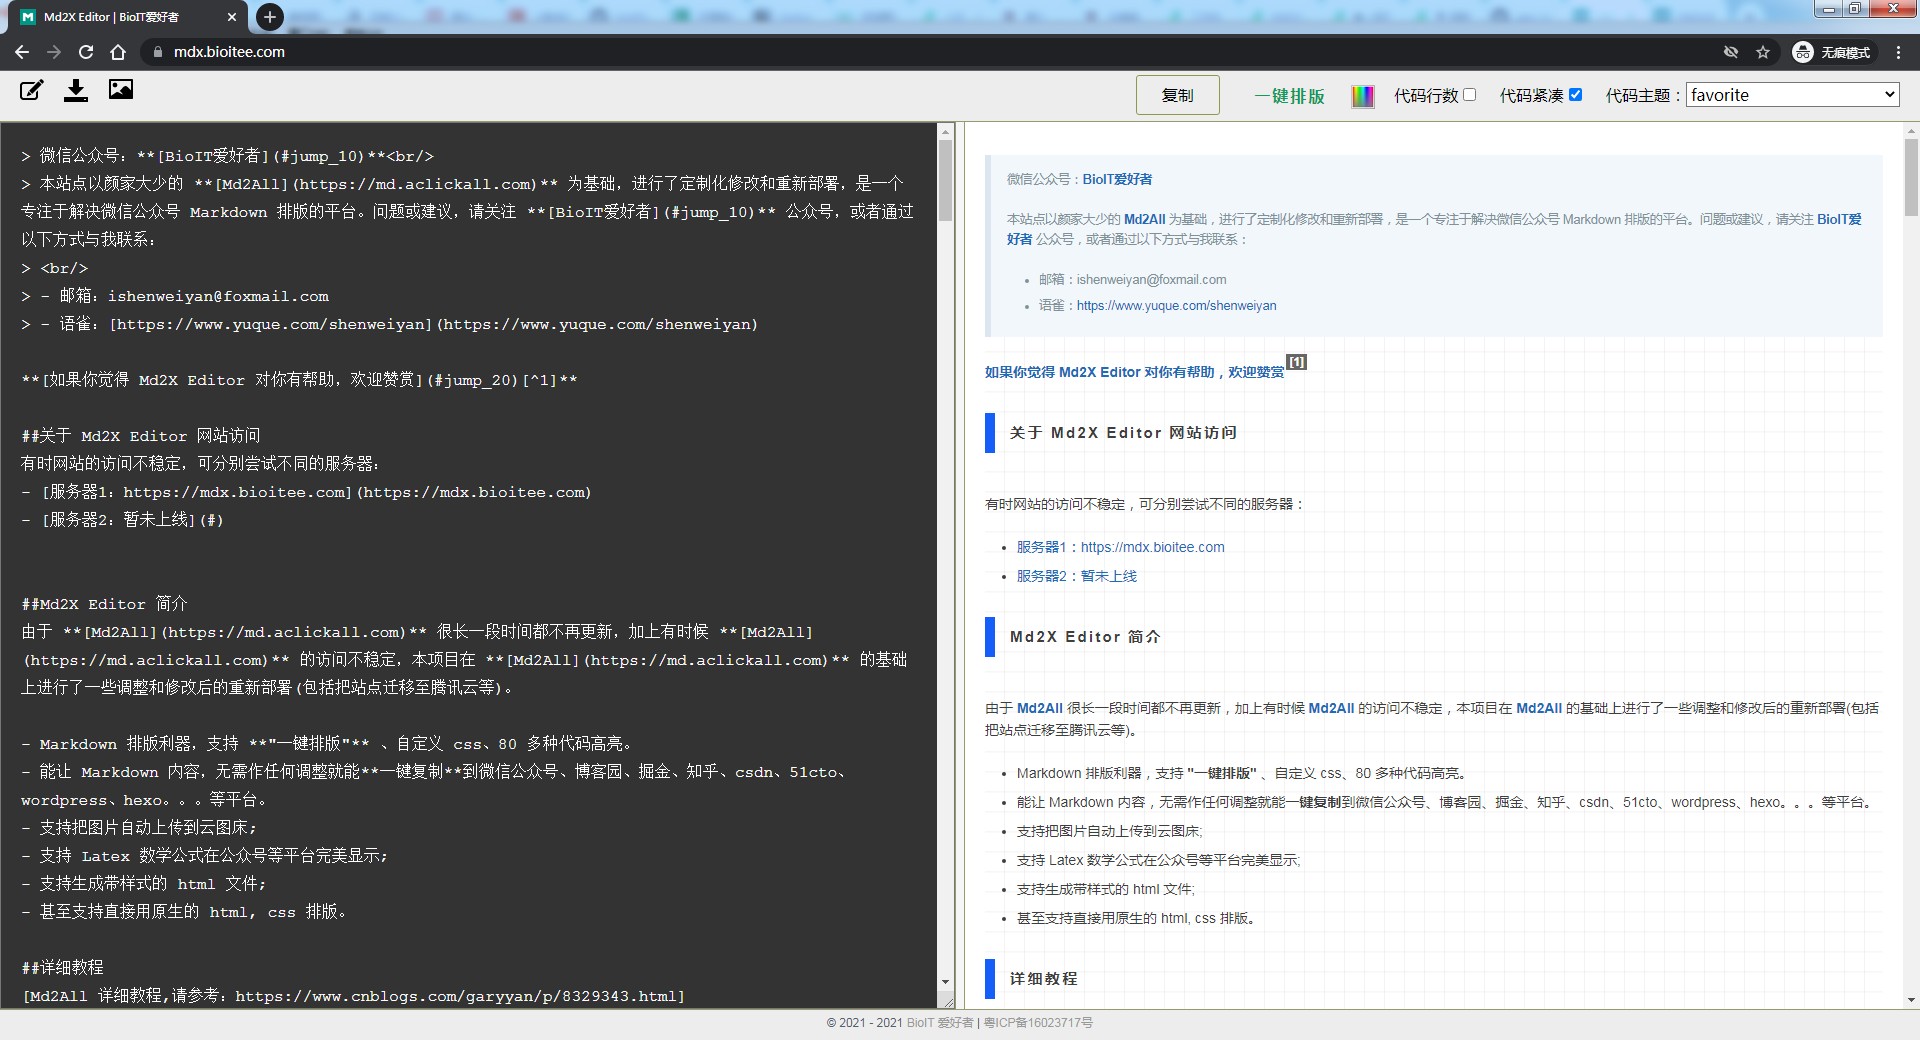 Md2X Editor | BioIT爱好者
mdx.bioitee.com
无痕模式
复制
一键排版
代码行数
代码紧凑
代码主题：
favorite
> 微信公众号：**[BioIT爱好者](#jump_10)**<br/>
> 本站点以颜家大少的 **[Md2All](https://md.aclickall.com)** 为基础，进行了定制化修改和重新部署，是一个
专注于解决微信公众号 Markdown 排版的平台。问题或建议，请关注 **[BioIT爱好者](#jump_10)** 公众号，或者通过
以下方式与我联系：
> <br/>
> - 邮箱：ishenweiyan@foxmail.com
> - 语雀：[https://www.yuque.com/shenweiyan](https://www.yuque.com/shenweiyan)
**[如果你觉得 Md2X Editor 对你有帮助，欢迎赞赏](#jump_20)[^1]**
##关于 Md2X Editor 网站访问
有时网站的访问不稳定，可分别尝试不同的服务器：
- [服务器1：https://mdx.bioitee.com](https://mdx.bioitee.com)
- [服务器2：暂未上线](#)
##Md2X Editor 简介
由于 **[Md2All](https://md.aclickall.com)** 很长一段时间都不再更新，加上有时候 **[Md2All]
(https://md.aclickall.com)** 的访问不稳定，本项目在 **[Md2All](https://md.aclickall.com)** 的基础
上进行了一些调整和修改后的重新部署(包括把站点迁移至腾讯云等)。
- Markdown 排版利器，支持 **"一键排版"** 、自定义 css、80 多种代码高亮。
- 能让 Markdown 内容，无需作任何调整就能**一键复制**到微信公众号、博客园、掘金、知乎、csdn、51cto、
wordpress、hexo。。。等平台。
- 支持把图片自动上传到云图床;
- 支持 Latex 数学公式在公众号等平台完美显示;
- 支持生成带样式的 html 文件;
- 甚至支持直接用原生的 html, css 排版。
##详细教程
[Md2All 详细教程,请参考：https://www.cnblogs.com/garyyan/p/8329343.html]
微信公众号：BioIT爱好者
本站点以颜家大少的 Md2All 为基础，进行了定制化修改和重新部署，是一个专注于解决微信公众号 Markdown 排版的平台。问题或建议，请关注 BioIT爱
好者 公众号，或者通过以下方式与我联系：
• 邮箱：ishenweiyan@foxmail.com
• 语雀：https://www.yuque.com/shenweiyan
如果你觉得 Md2X Editor 对你有帮助，欢迎赞赏[1]
关于 Md2X Editor 网站访问
有时网站的访问不稳定，可分别尝试不同的服务器：
• 服务器1：https://mdx.bioitee.com
• 服务器2：暂未上线
Md2X Editor 简介
由于 Md2All 很长一段时间都不再更新，加上有时候 Md2All 的访问不稳定，本项目在 Md2All 的基础上进行了一些调整和修改后的重新部署(包括
把站点迁移至腾讯云等)。
• Markdown 排版利器，支持 "一键排版" 、自定义 css、80 多种代码高亮。
• 能让 Markdown 内容，无需作任何调整就能一键复制到微信公众号、博客园、掘金、知乎、csdn、51cto、wordpress、hexo。。。等平台。
• 支持把图片自动上传到云图床;
• 支持 Latex 数学公式在公众号等平台完美显示;
• 支持生成带样式的 html 文件;
• 甚至支持直接用原生的 html, css 排版。
详细教程
© 2021 - 2021 BioIT 爱好者 | 粤ICP备16023717号